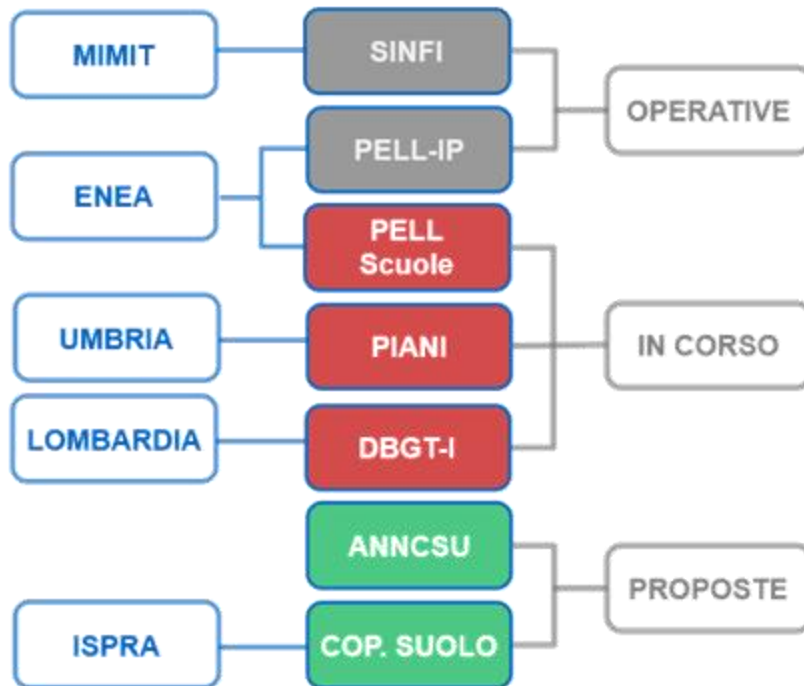 MIMIT
SINFI
OPERATIVE
PELL-IP
ENEA
PELL
Scuole
UMBRIA
PIANI
IN CORSO
LOMBARDIA
DBGT-I
ANNCSU
PROPOSTE
ISPRA
COP. SUOLO